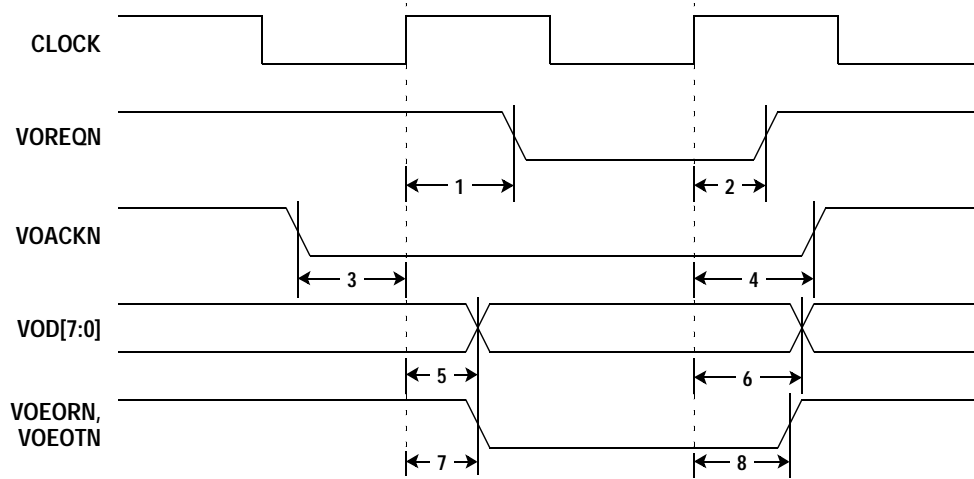 CLOCK
VOREQN
1
2
VOACKN
3
4
VOD[7:0]
5
6
VOEORN,
VOEOTN
7
8